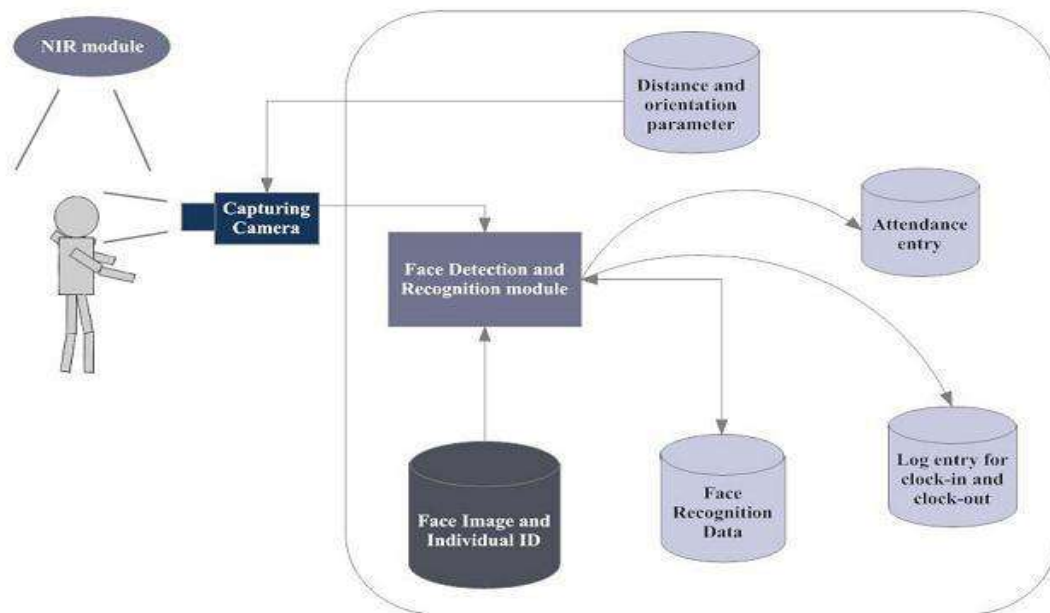 NIR module
Distance and
orientation
parameter
Capturing
Camera
Attendance
entry
Face Detection and
Recognition module
Log entry for
clock-in and
clock-out
Face Image and
Individual ID
Face
Recognition
Data